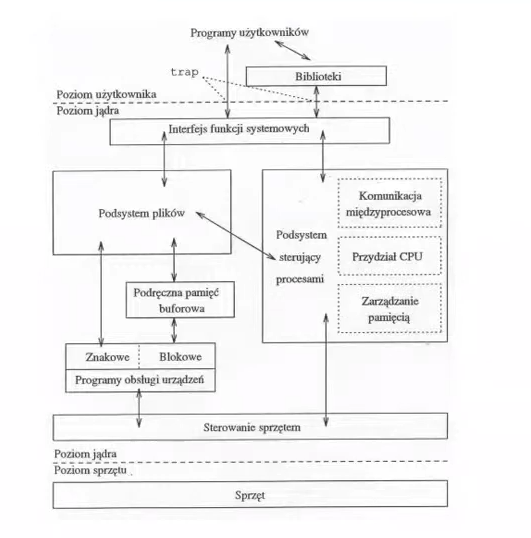 Programy użytkowników
trap
Biblioteki
Poziom użytkownika
Poziom jądra
Interfejs funkcji systemowych
Podsystem plików
Podsystem
sterujący
procesami
Komunikacja
międzyprocesowa
Przydział CPU
Zarządzanie
pamięcią
Podręczna pamięć
buforowa
Znakowe Blokowe
Programy obsługi urządzeń
Sterowanie sprzętem
Poziom jądra
Poziom sprzętu
Sprzęt